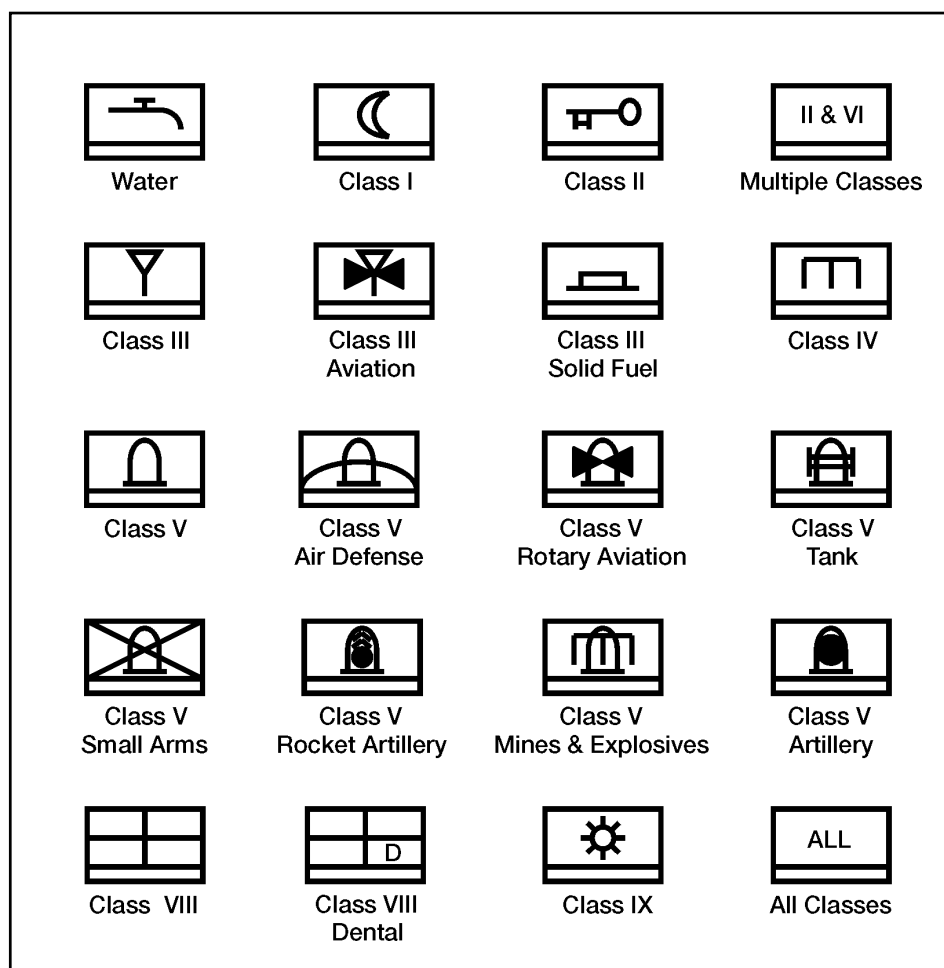 II & VI
Water
Class I
Class II
Multiple Classes
Class III
Class III
Aviation
Class III
Solid Fuel
Class IV
Class V
Class V
Air Defense
Class V
Rotary Aviation
Class V
Tank
Class V
Small Arms
Class V
Rocket Artillery
Class V
Mines & Explosives
Class V
Artillery
D
ALL
Class VIII
Class VIII
Dental
Class IX
All Classes